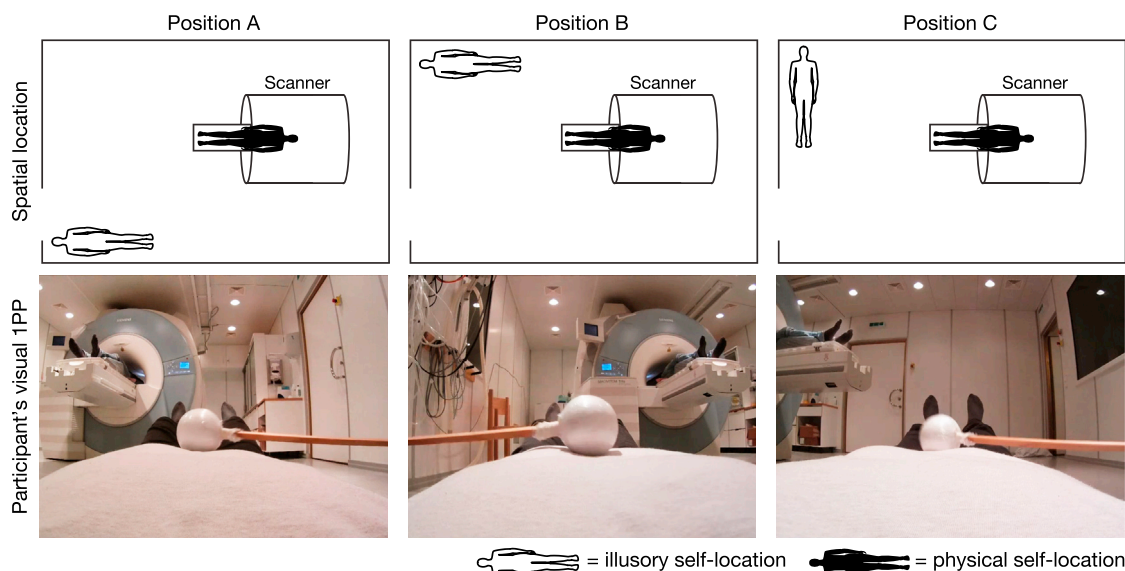 Position A
Position B
Position C
Spatial location
Scanner
Scanner
Scanner
Participant's visual 1PP
= illusory self-location
= physical self-location